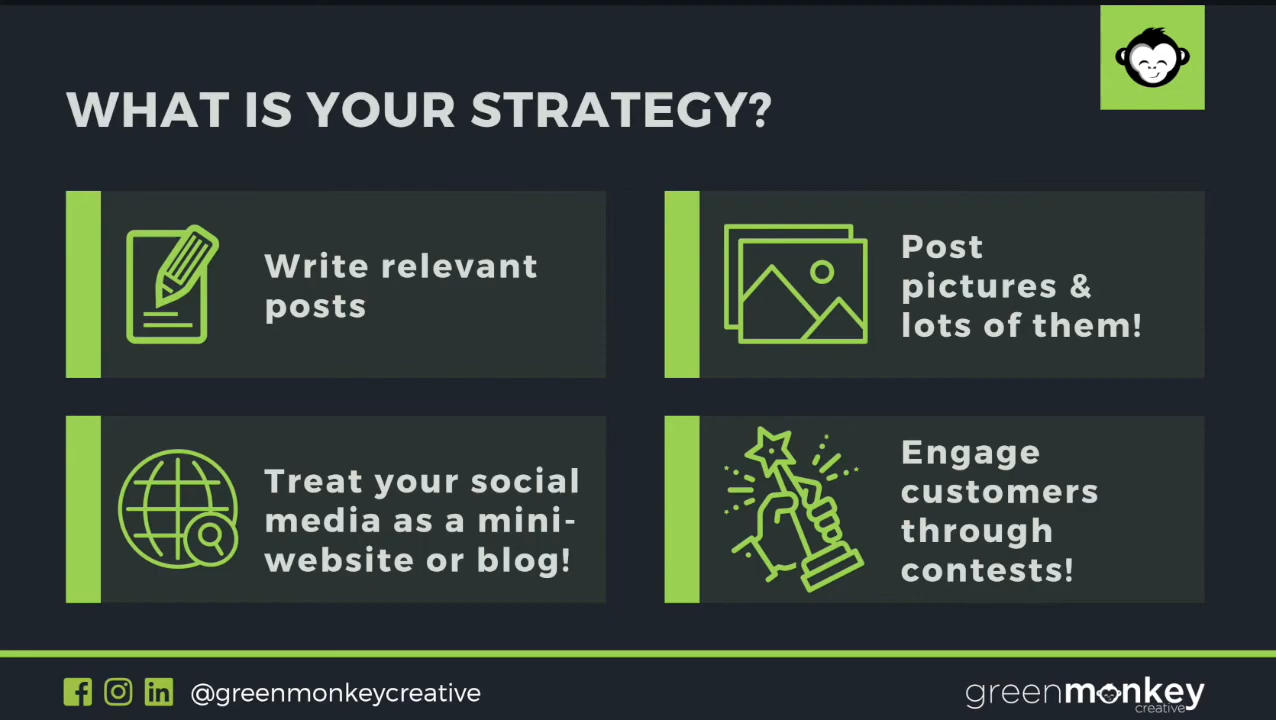 WHAT IS YOUR STRATEGY?
Write relevant
posts
Post
pictures &
lots of them!
Treat your social
media as a mini-
website or blog!
Engage
customers
through
contests!
@greenmonkeycreative
greenmonkey
creative